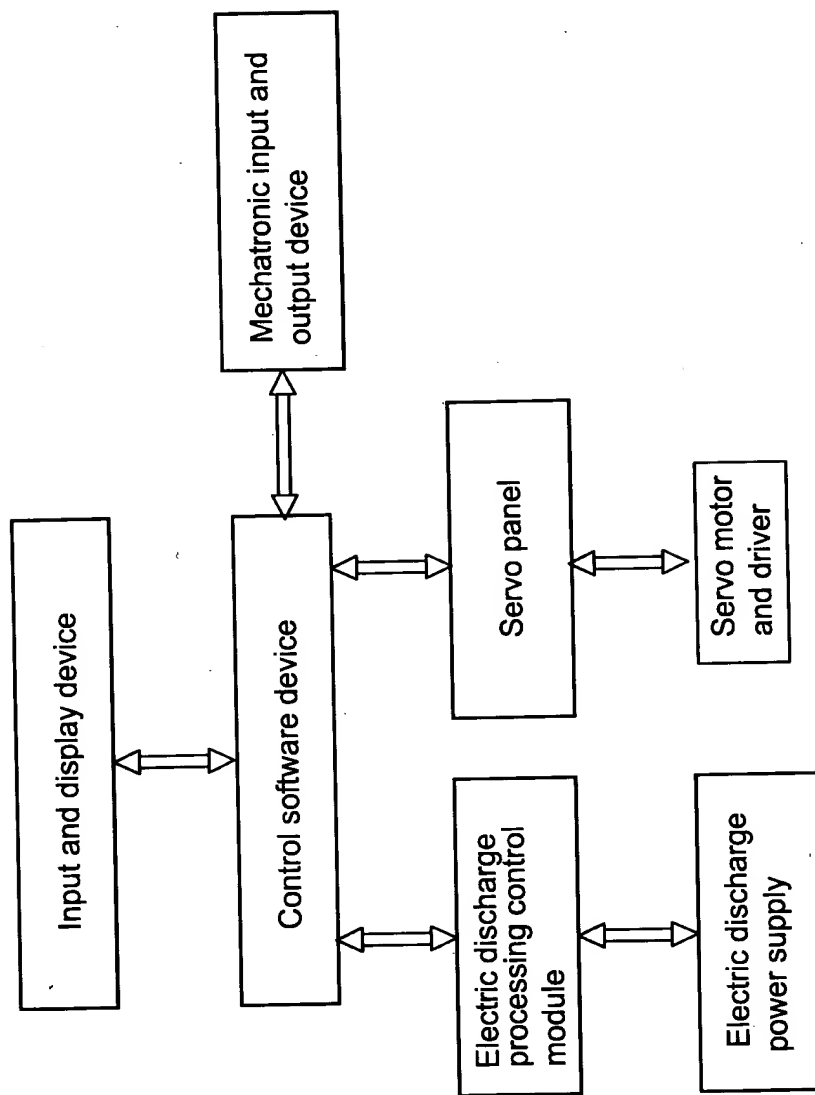 Input and display device
Control software device
Mechatronic input and
output device
Electric discharge
processing control
module
Servo panel
Electric discharge
power supply
Servo motor
and driver